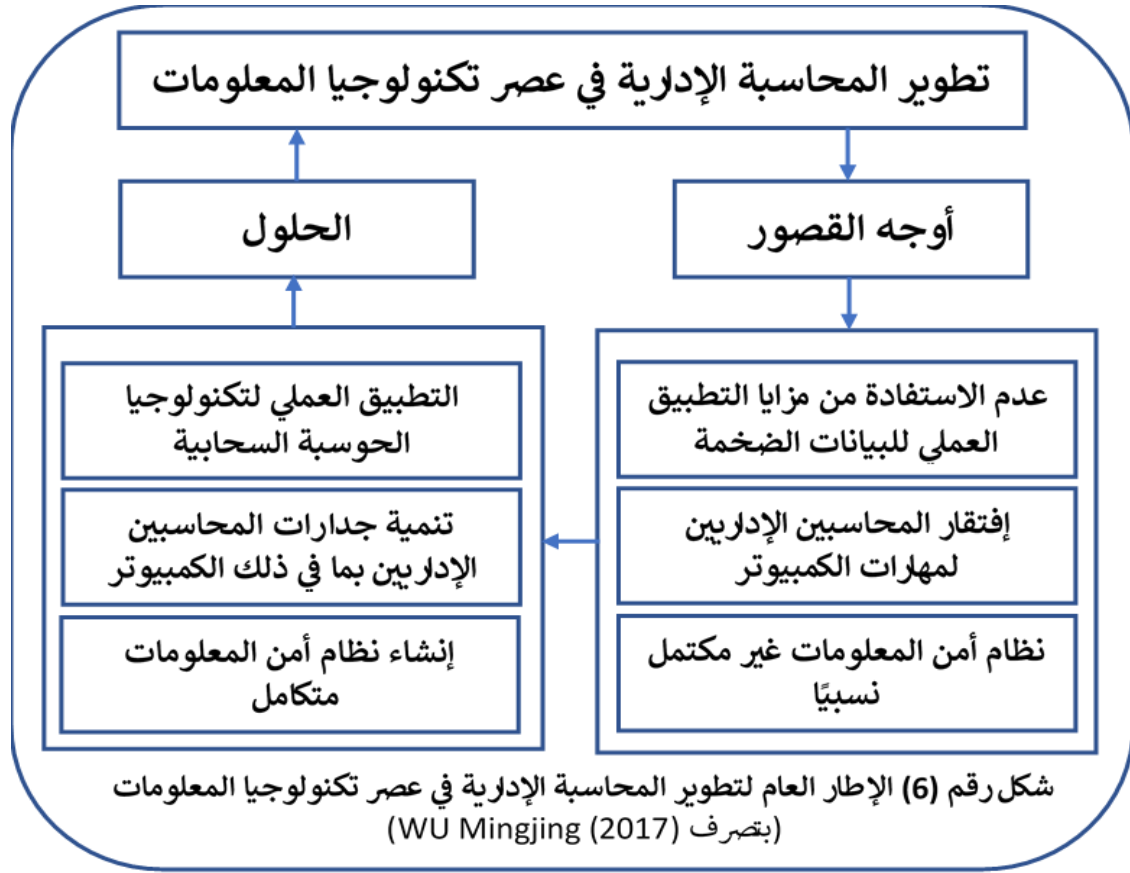 تطوير المحاسبة الإدارية في عصر تكنولوجيا المعلومات
أوجه القصور
الحلول
عدم الاستفادة من مزايا التطبيق
العملي للبيانات الضخمة
إفتقار المحاسبين الإداريين
لمهارات الكمبيوتر
نظام أمن المعلومات غير مكتمل
نسبيًا
التطبيق العملي لتكنولوجيا
الحوسبة السحابية
تنمية جدارات المحاسبين
الإداريين بما في ذلك الكمبيوتر
إنشاء نظام أمن المعلومات
متكامل
شكل رقم (6) الإطار العام لتطوير المحاسبة الإدارية في عصر تكنولوجيا المعلومات
(بتصرف WU Mingjing (2017)